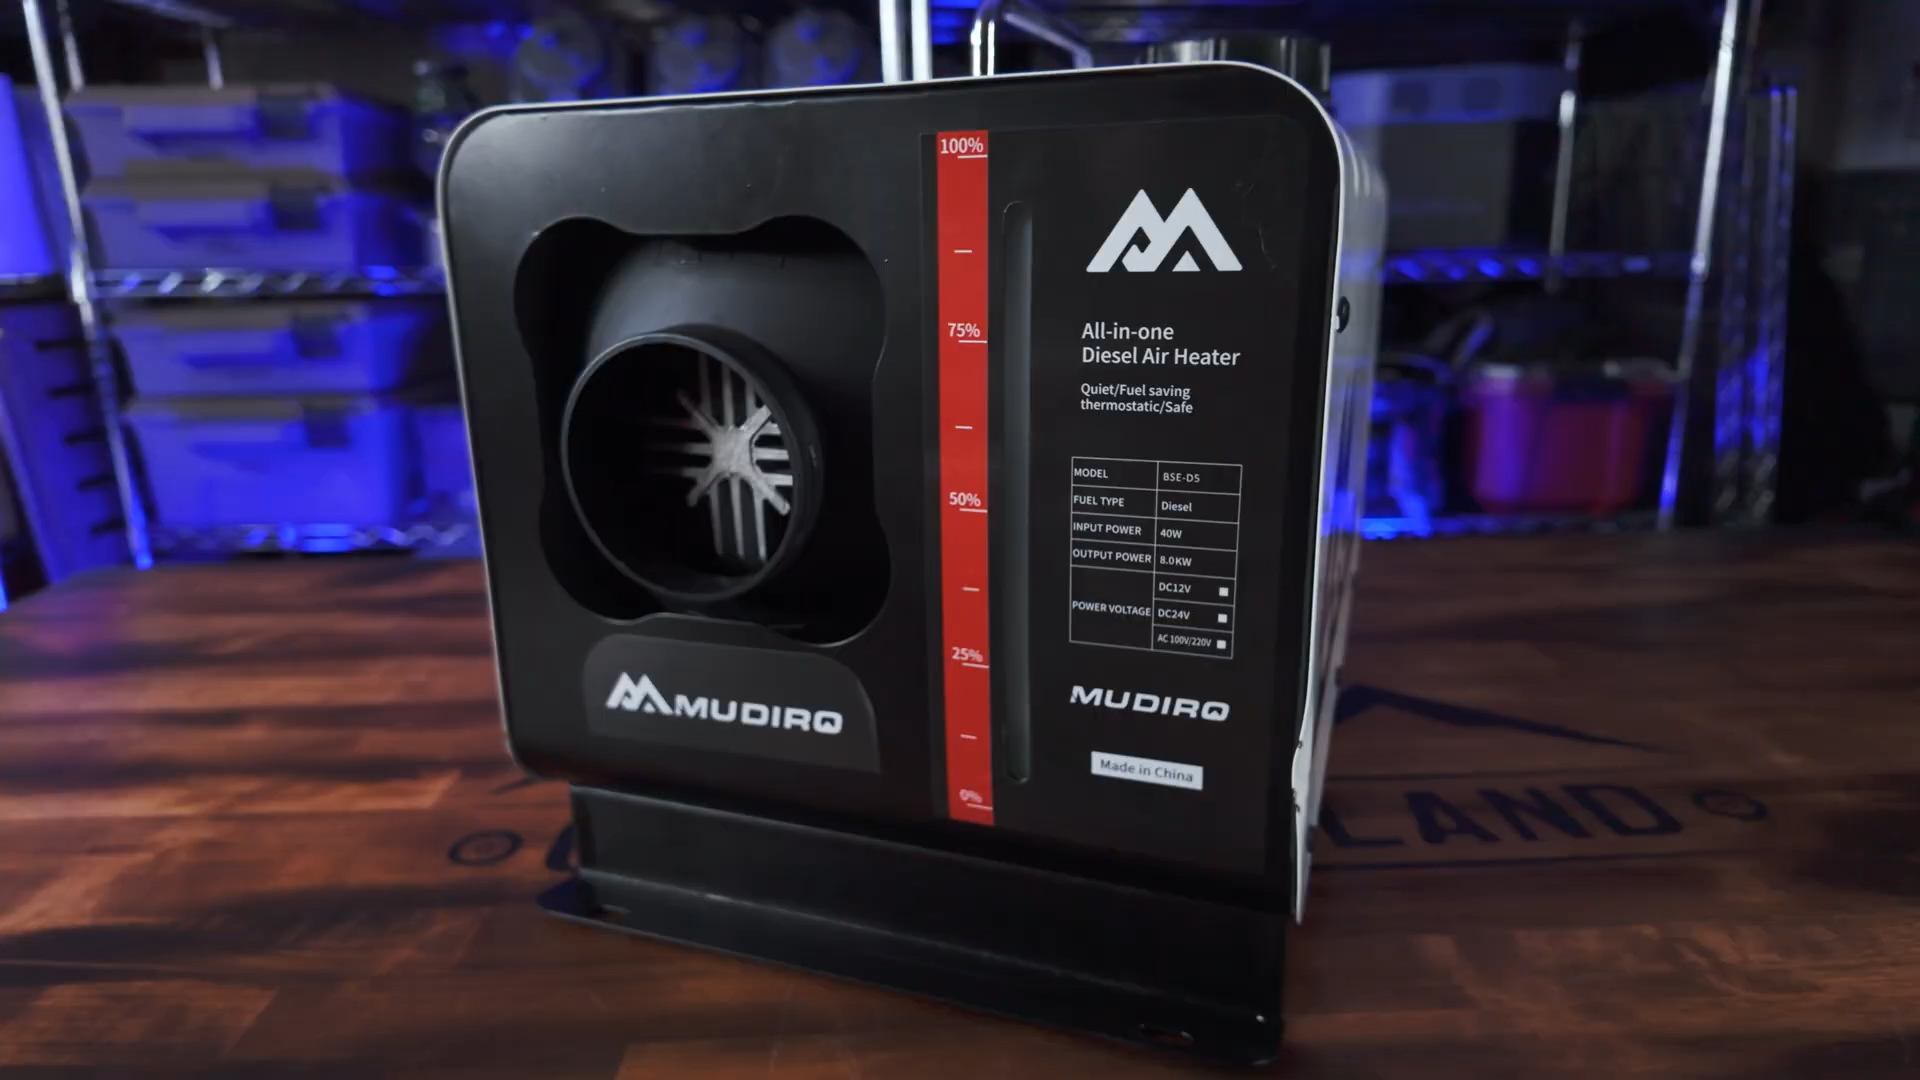 100%
75%
50%
25%
0%
All-in-one
Diesel Air Heater
Quiet/Fuel saving
thermostatic/Safe
MODEL BSE-D5
FUEL TYPE Diesel
INPUT POWER 40W
OUTPUT POWER 8.0KW
POWER VOLTAGE DC12V
DC24V
AC 100V/220V
MUDIRQ
Made in China
MUDIRQ